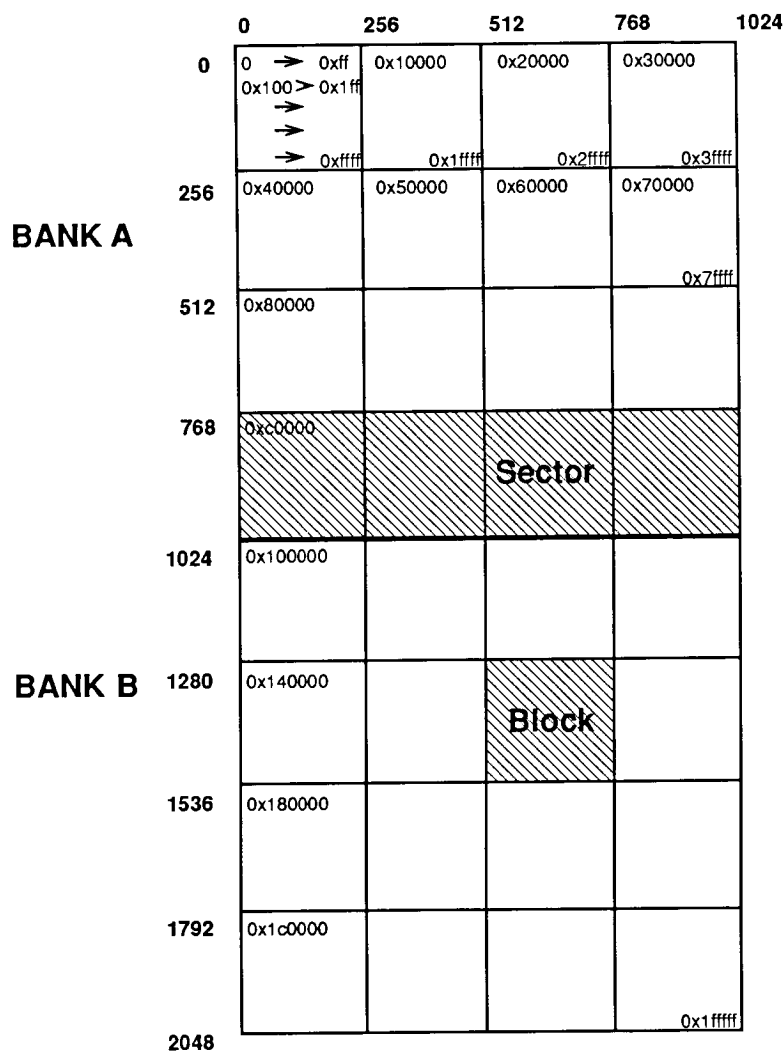 0 256 512 768 1024
0 0 → 0xff 0x10000 0x20000 0x30000
0x100 > 0x1ff
→
→
→ 0xffff 0x1ffff 0x2ffff 0x3ffff
256 0x40000 0x50000 0x60000 0x70000
BANK A
0x7ffff
512 0x80000
768 0xc0000
Sector
1024 0x100000
BANK B 1280 0x140000
Block
1536 0x180000
1792 0x1c0000
0x1fffff
2048